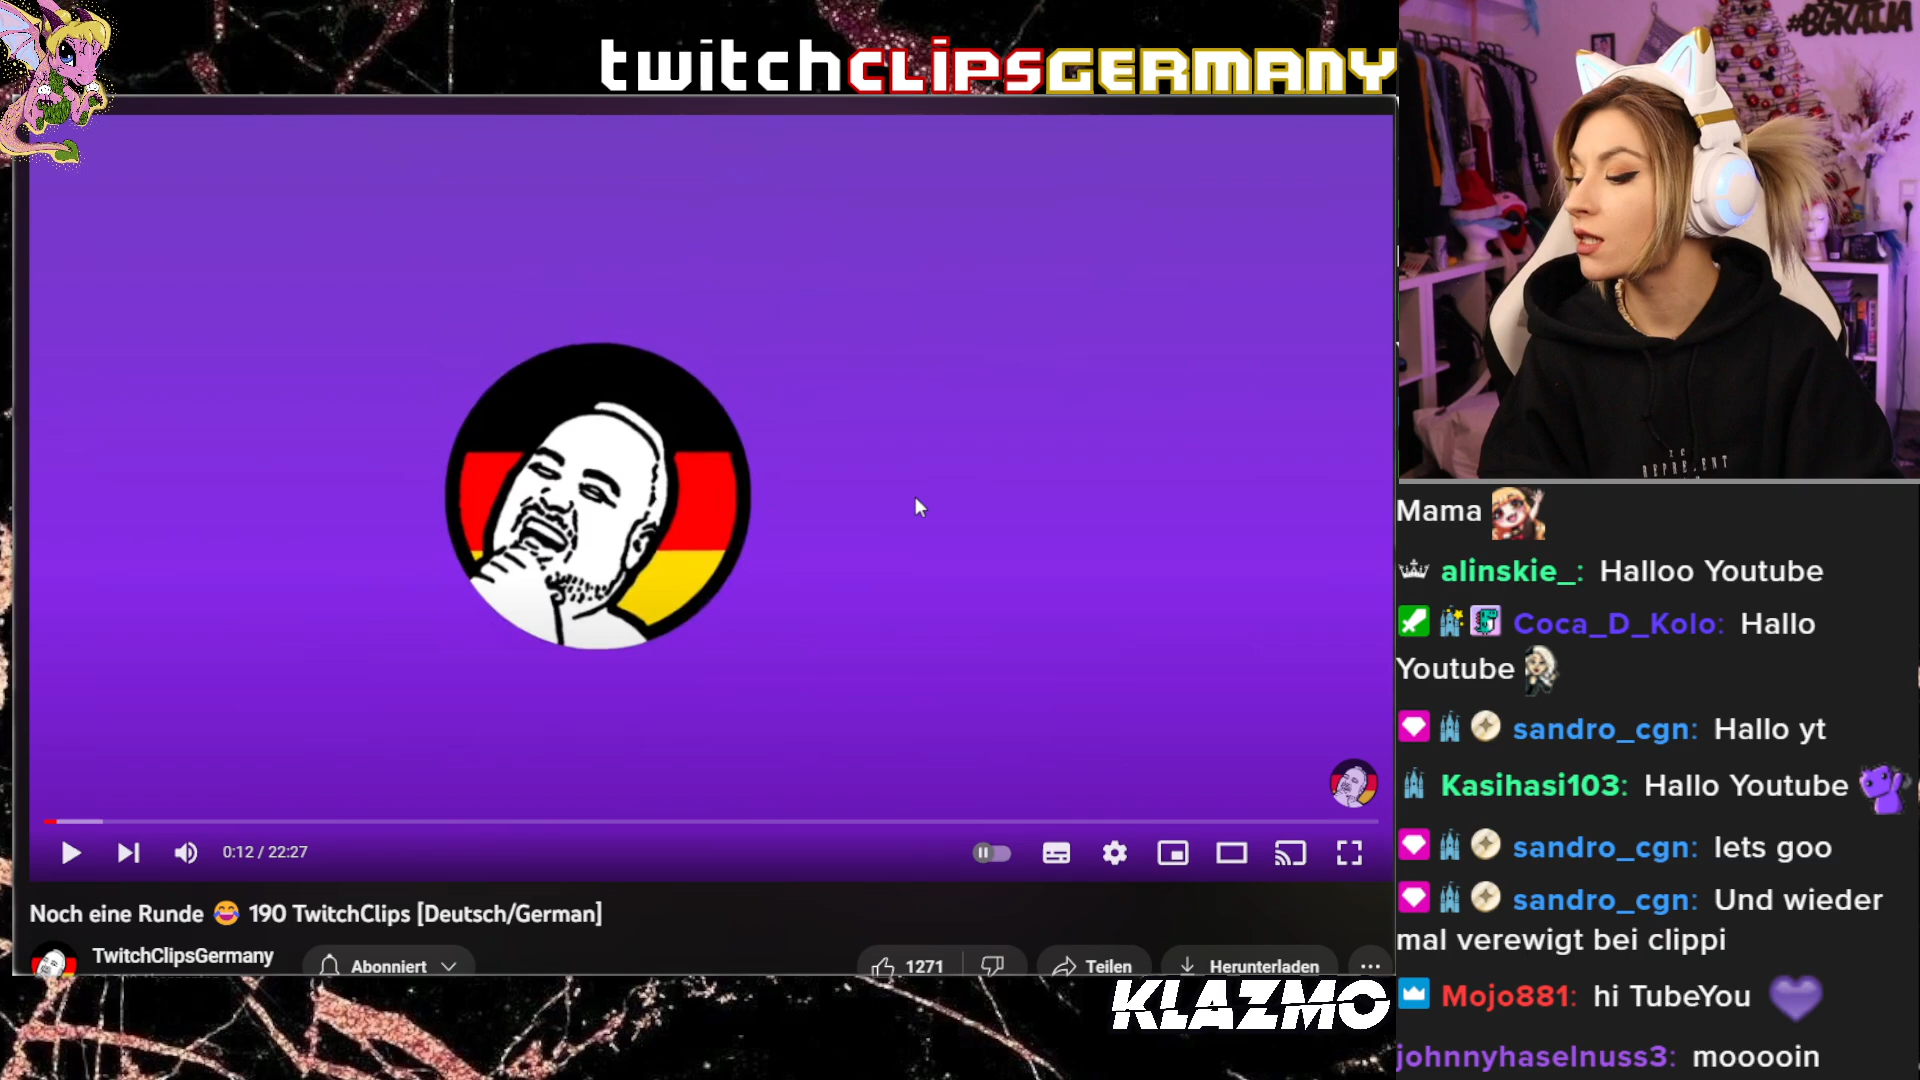 twitchclipsGERMANY
#BGKAIJA
REPRESENT
0:12 / 22:27
Noch eine Runde 😂 190 TwitchClips [Deutsch/German]
TwitchClipsGermany
Abonniert
1271
Teilen
Herunterladen
KLAZMO
Mama
alinskie_: Halloo Youtube
Coca_D_Kolo: Hallo
Youtube
sandro_cgn: Hallo yt
Kasihasi103: Hallo Youtube
sandro_cgn: lets goo
sandro_cgn: Und wieder
mal verewigt bei clippi
Mojo881: hi TubeYou
johnnyhaselnuss3: mooooin